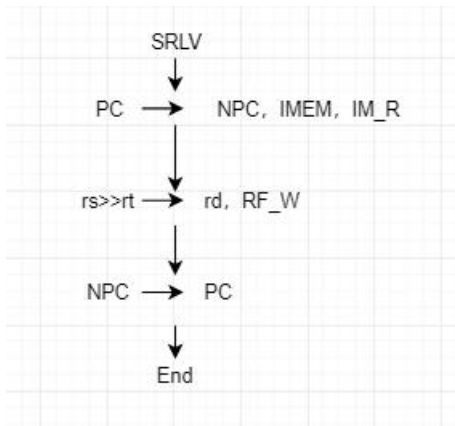 SRLV
PC NPC, IMEM, IM_R
rs>>rt rd, RF_W
NPC PC
End